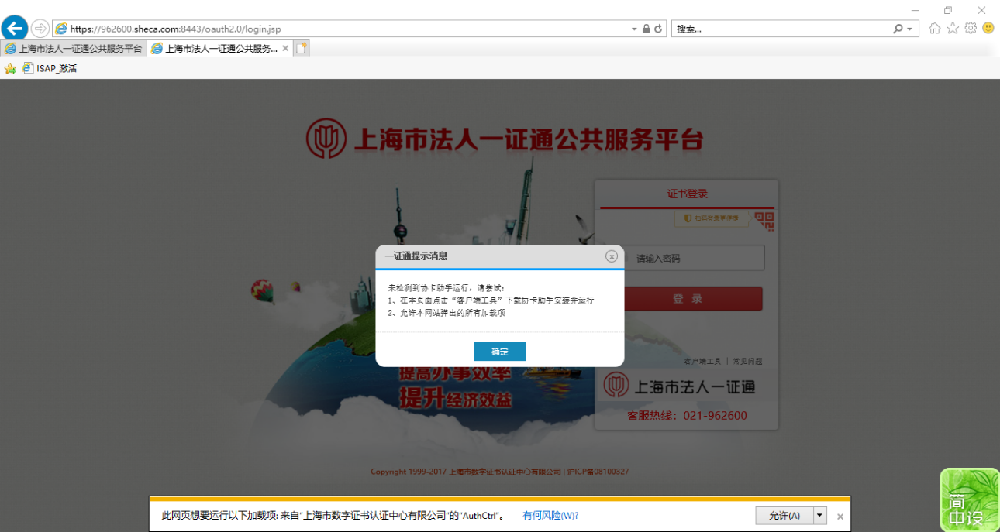 https://962600.sheca.com:8443/oauth2.0/login.jsp
搜索...
上海市法人一证通公共服务平台
上海市法人一证通公共服务...
ISAP_激活
上海市法人一证通公共服务平台
证书登录
扫码登录更便捷
一证通提示消息
请输入密码
未检测到协卡助手运行，请尝试:
1、在本页面点击“客户端工具”下载协卡助手安装并运行
2、允许本网站弹出的所有加载项
登 录
确定
客户端工具 | 常见问题
提高办事效率
提升经济效益
上海市法人一证通
客服热线：021-962600
Copyright 1999-2017 上海市数字证书认证中心有限公司 | 沪ICP备08100327
此网页想要运行以下加载项: 来自“上海市数字证书认证中心有限公司”的“AuthCtrl”。 有何风险(W)? 允许(A)
简
中设